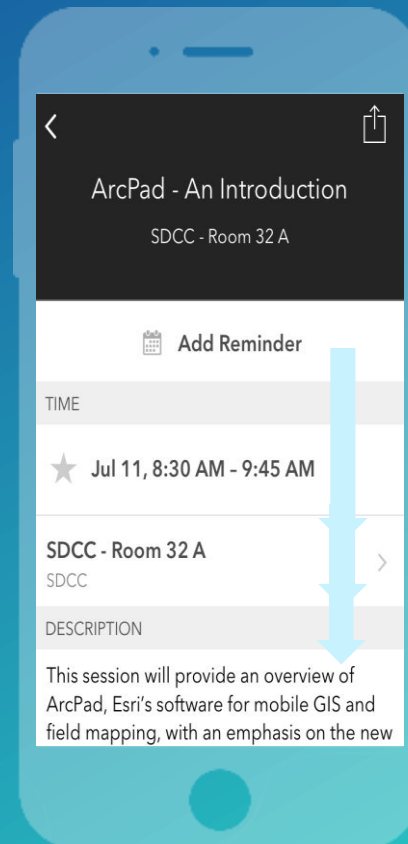 ArcPad - An Introduction
SDCC - Room 32 A
Add Reminder
TIME
Jul 11, 8:30 AM - 9:45 AM
SDCC - Room 32 A
SDCC
DESCRIPTION
This session will provide an overview of
ArcPad, Esri's software for mobile GIS and
field mapping, with an emphasis on the new